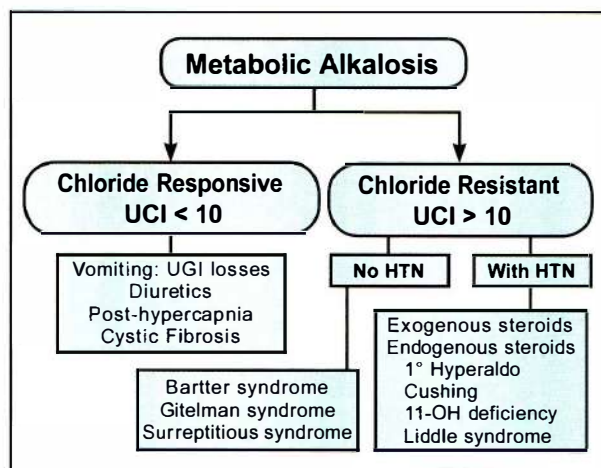 Metabolic Alkalosis
Chloride Responsive
UCl < 10
Chloride Resistant
UCl > 10
Vomiting: UGI losses
Diuretics
Post-hypercapnia
Cystic Fibrosis
No HTN
With HTN
Bartter syndrome
Gitelman syndrome
Surreptitious syndrome
Exogenous steroids
Endogenous steroids
1° Hyperaldo
Cushing
11-OH deficiency
Liddle syndrome